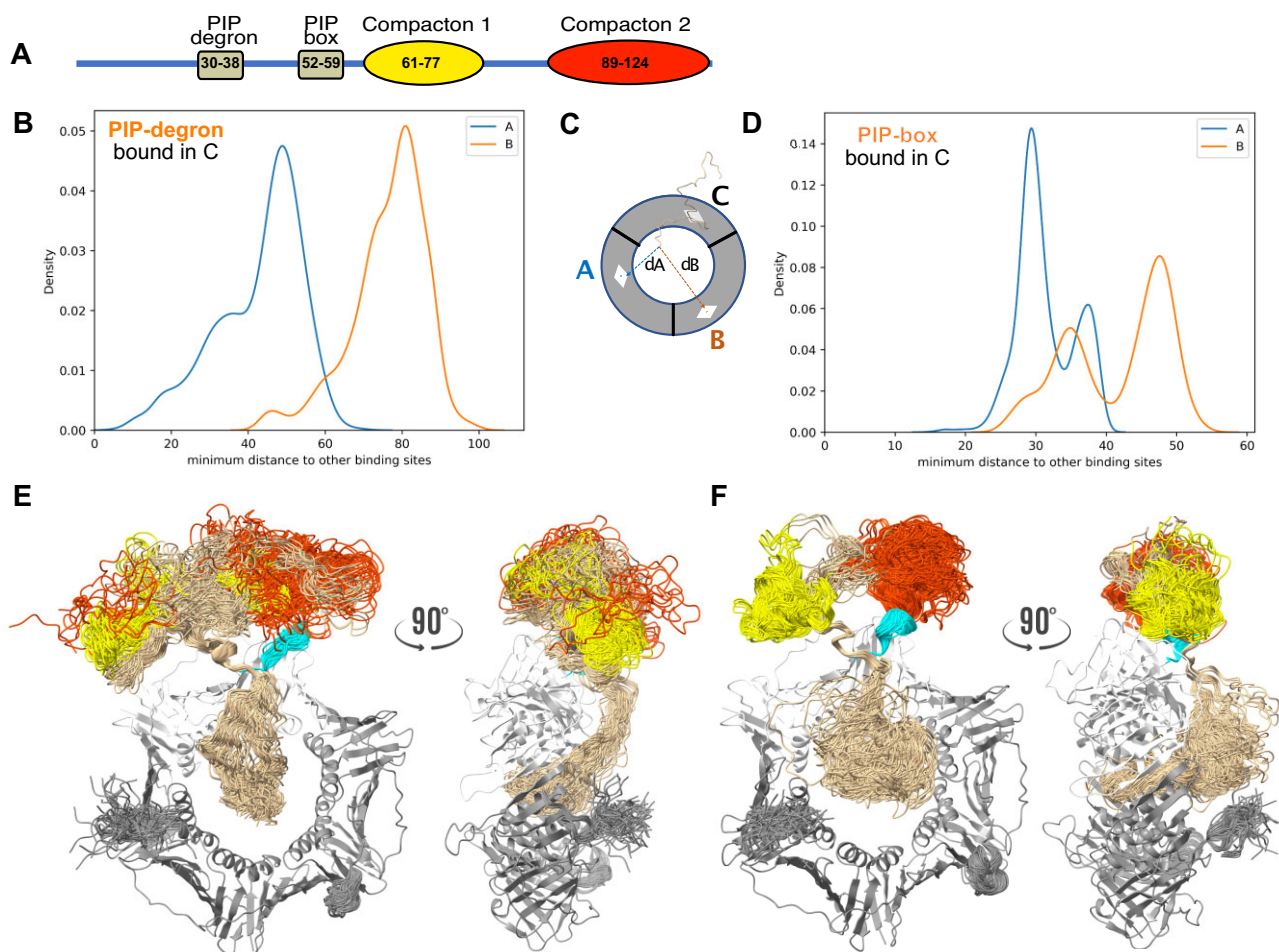 A
PIP
degron
30-38
PIP
box
52-59
Compacton 1
61-77
Compacton 2
89-124
B
PIP-degron
bound in C
A
B
0.05
0.04
0.03
0.02
0.01
0.00
Density
0
20
40
60
80
100
minimum distance to other binding sites
C
C
A
dA
dB
B
D
PIP-box
bound in C
A
B
0.14
0.12
0.10
0.08
0.06
0.04
0.02
0.00
Density
0
10
20
30
40
50
60
minimum distance to other binding sites
E
90°
F
90°